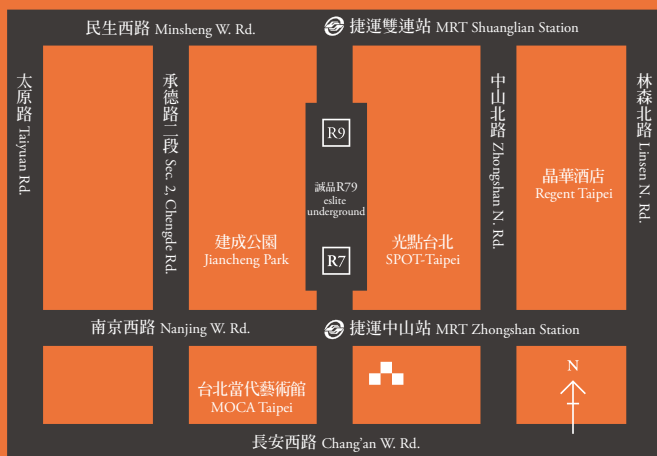 民生西路 Minsheng W. Rd.
捷運雙連站 MRT Shuanglian Station
太原路 Taiyuan Rd.
承德路二段 Sec. 2, Chengde Rd.
中山北路 Zhongshan N. Rd.
林森北路 Linsen N. Rd.
R9
誠品R79
eslite
underground
晶華酒店
Regent Taipei
建成公園
Jiancheng Park
R7
光點台北
SPOT-Taipei
南京西路 Nanjing W. Rd.
捷運中山站 MRT Zhongshan Station
台北當代藝術館
MOCA Taipei
N
長安西路 Chang'an W. Rd.